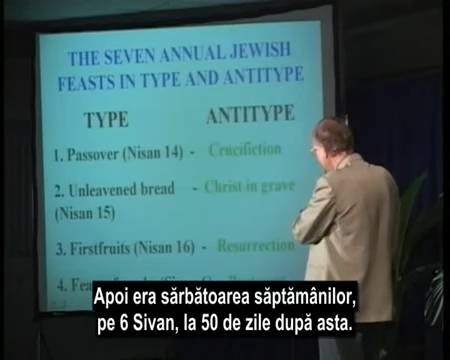 THE SEVEN ANNUAL JEWISH
FEASTS IN TYPE AND ANTITYPE
TYPE ANTITYPE
1. Passover (Nisan 14) - Crucifiction
2. Unleavened bread - Christ in grave
(Nisan 15)
3. Firstfruits (Nisan 16) - Resurrection
4.
Apoi era sărbătoarea săptămânilor,
pe 6 Sivan, la 50 de zile după asta.